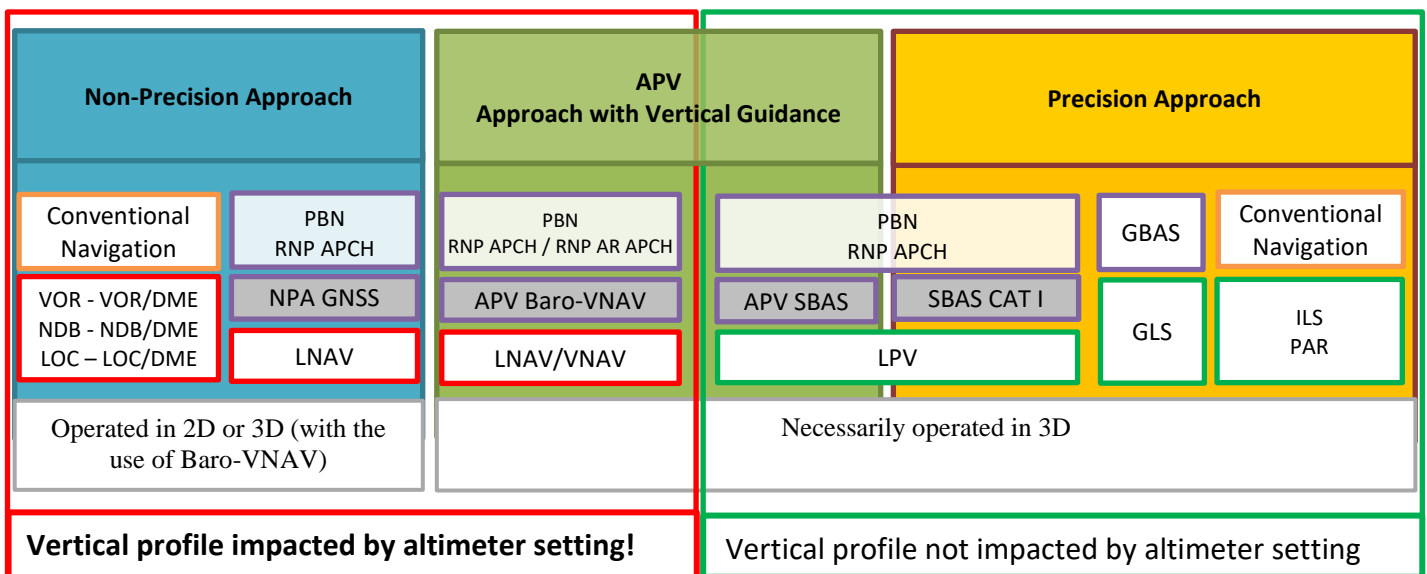 Non-Precision Approach
APV
Approach with Vertical Guidance
Precision Approach
Conventional
Navigation
PBN
RNP APCH
PBN
RNP APCH / RNP AR APCH
PBN
RNP APCH
GBAS
Conventional
Navigation
VOR - VOR/DME
NDB - NDB/DME
LOC – LOC/DME
NPA GNSS
LNAV
APV Baro-VNAV
LNAV/VNAV
APV SBAS
SBAS CAT I
LPV
GLS
ILS
PAR
Operated in 2D or 3D (with the
use of Baro-VNAV)
Necessarily operated in 3D
Vertical profile impacted by altimeter setting!
Vertical profile not impacted by altimeter setting